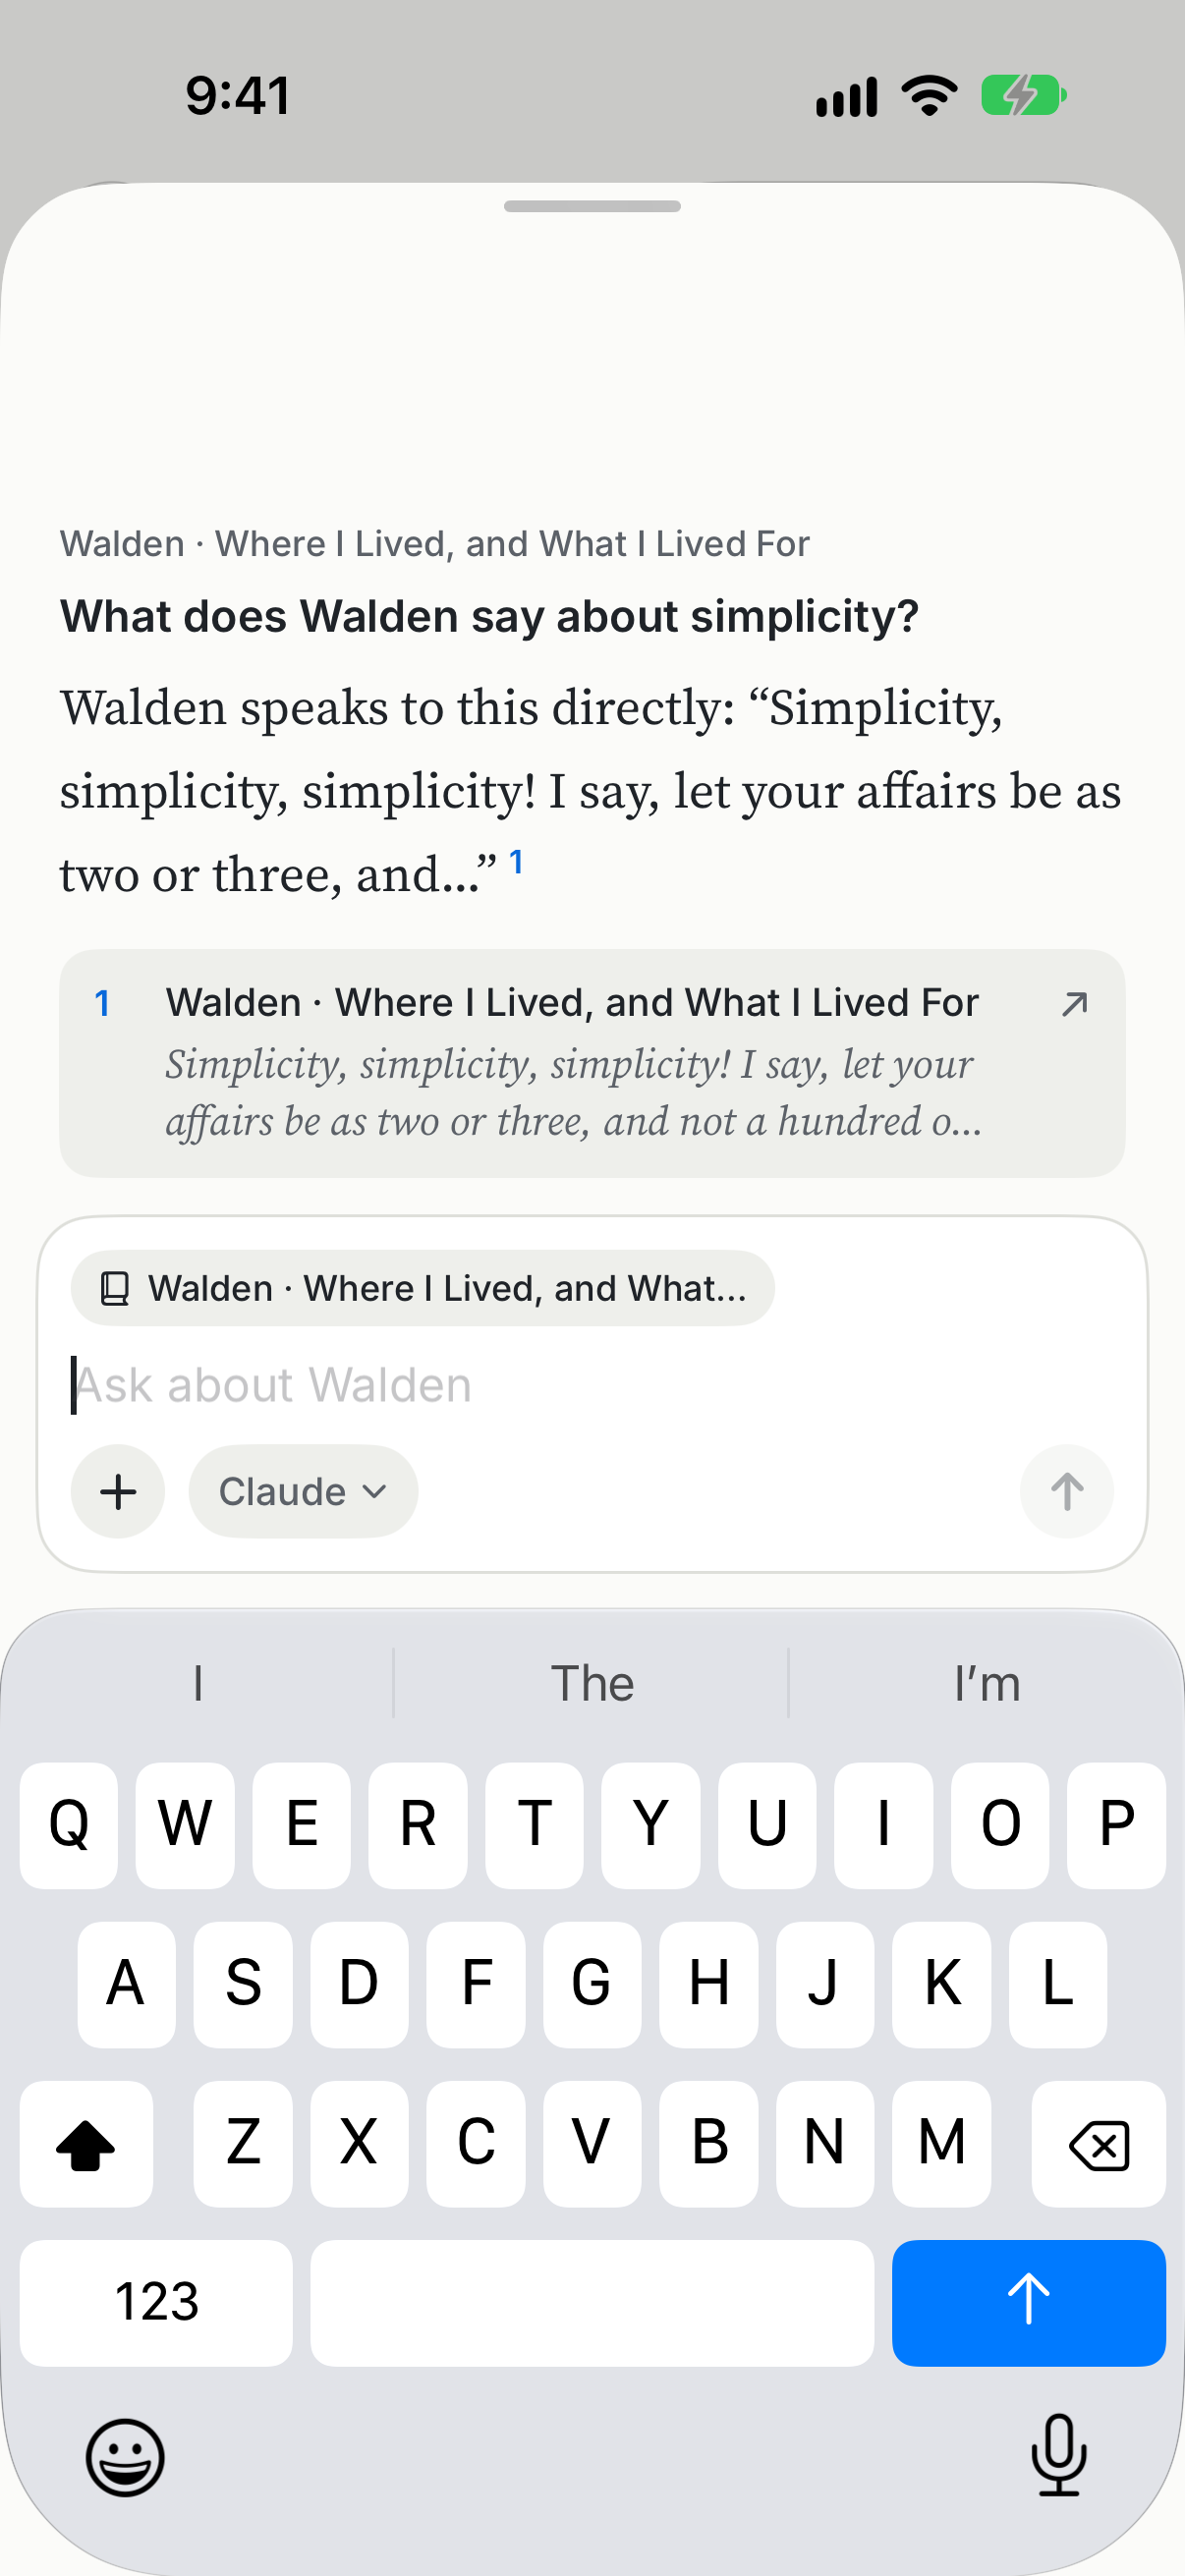 9:41
Walden · Where I Lived, and What I Lived For
What does Walden say about simplicity?
Walden speaks to this directly: “Simplicity,
simplicity, simplicity! I say, let your affairs be as
two or three, and...” 1
1 Walden · Where I Lived, and What I Lived For
Simplicity, simplicity, simplicity! I say, let your
affairs be as two or three, and not a hundred o...
Walden · Where I Lived, and What...
Ask about Walden
Claude
I The I’m
Q W E R T Y U I O P
A S D F G H J K L
Z X C V B N M
123